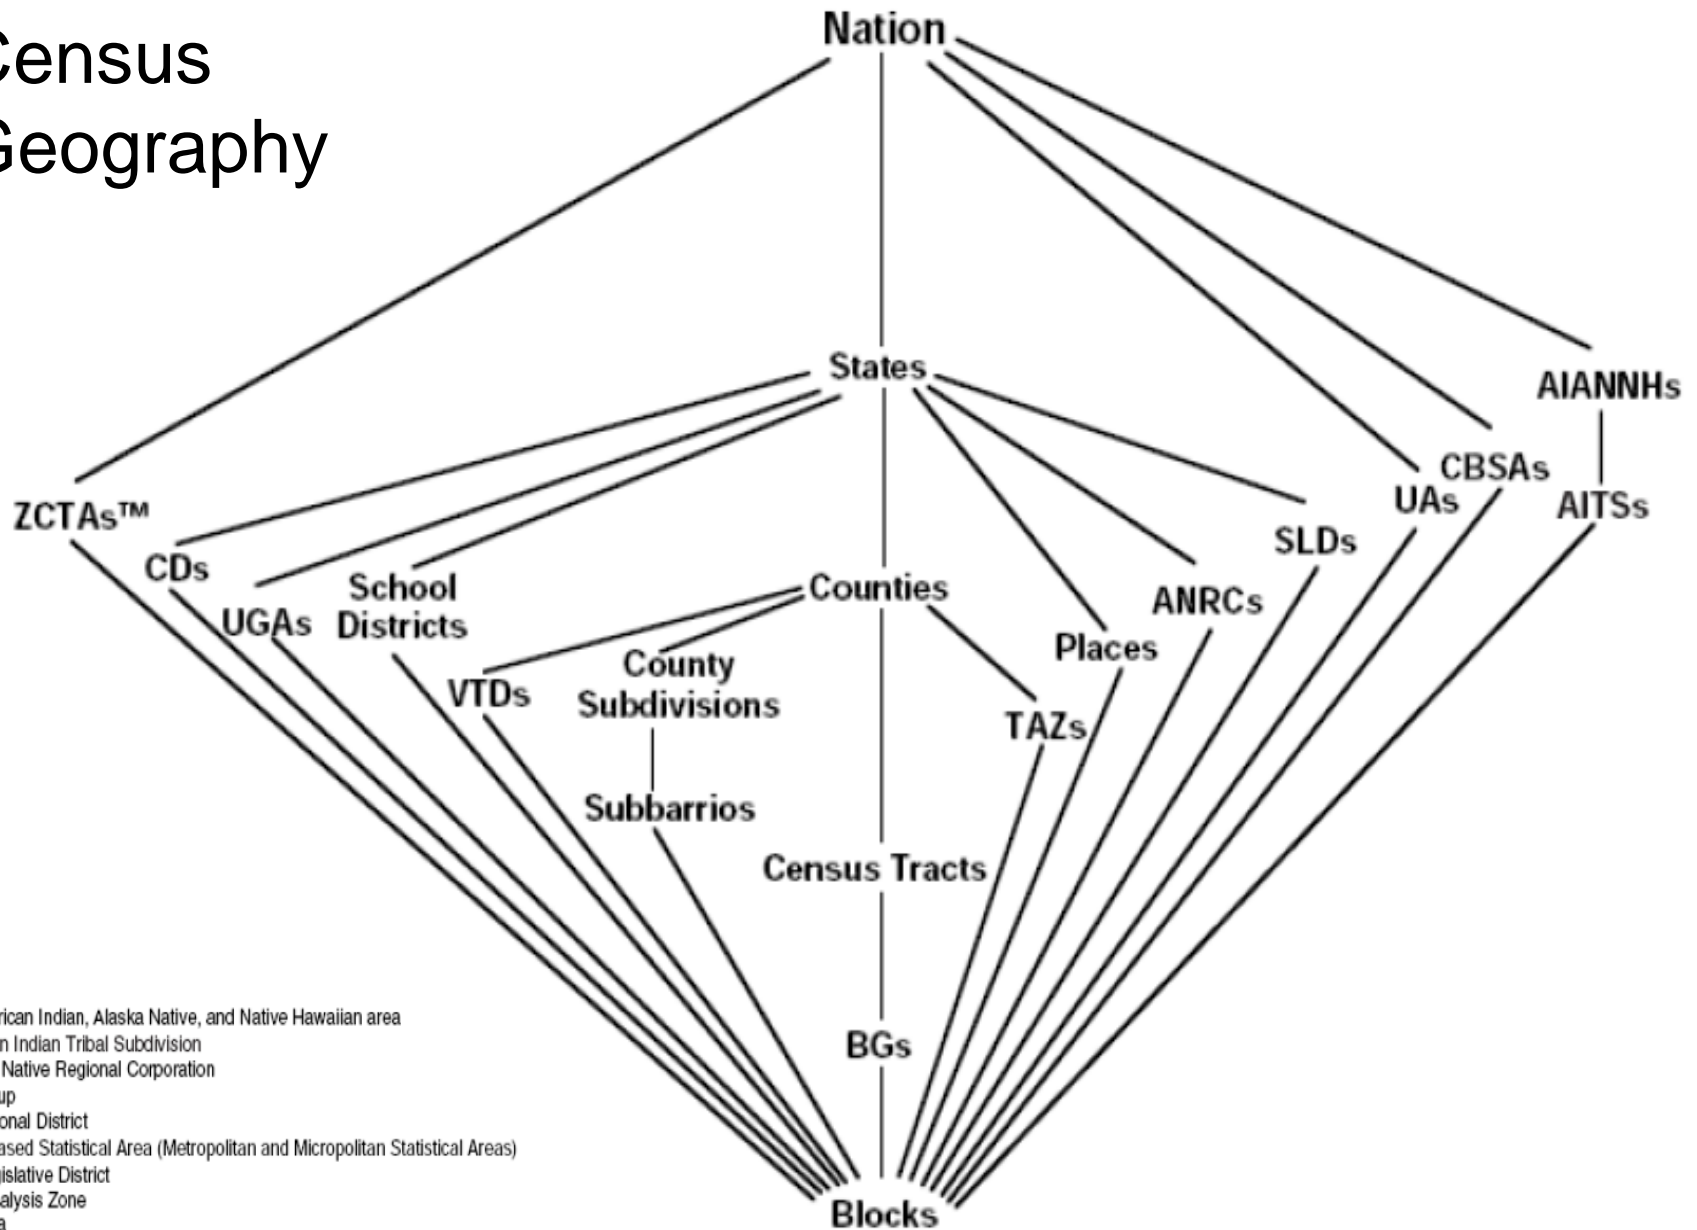 Census
Geography
Nation
States
AIANNHs
CBSAs
UAs
AITSs
ZCTAs™
SLDs
CDs
School
Districts
Counties
ANRCs
UGAs
Places
County
Subdivisions
VTDs
TAZs
Subbarrios
Census Tracts
BGs
Blocks
rican Indian, Alaska Native, and Native Hawaiian area
n Indian Tribal Subdivision
Native Regional Corporation
up
onal District
ased Statistical Area (Metropolitan and Micropolitan Statistical Areas)
gislative District
alysis Zone
a